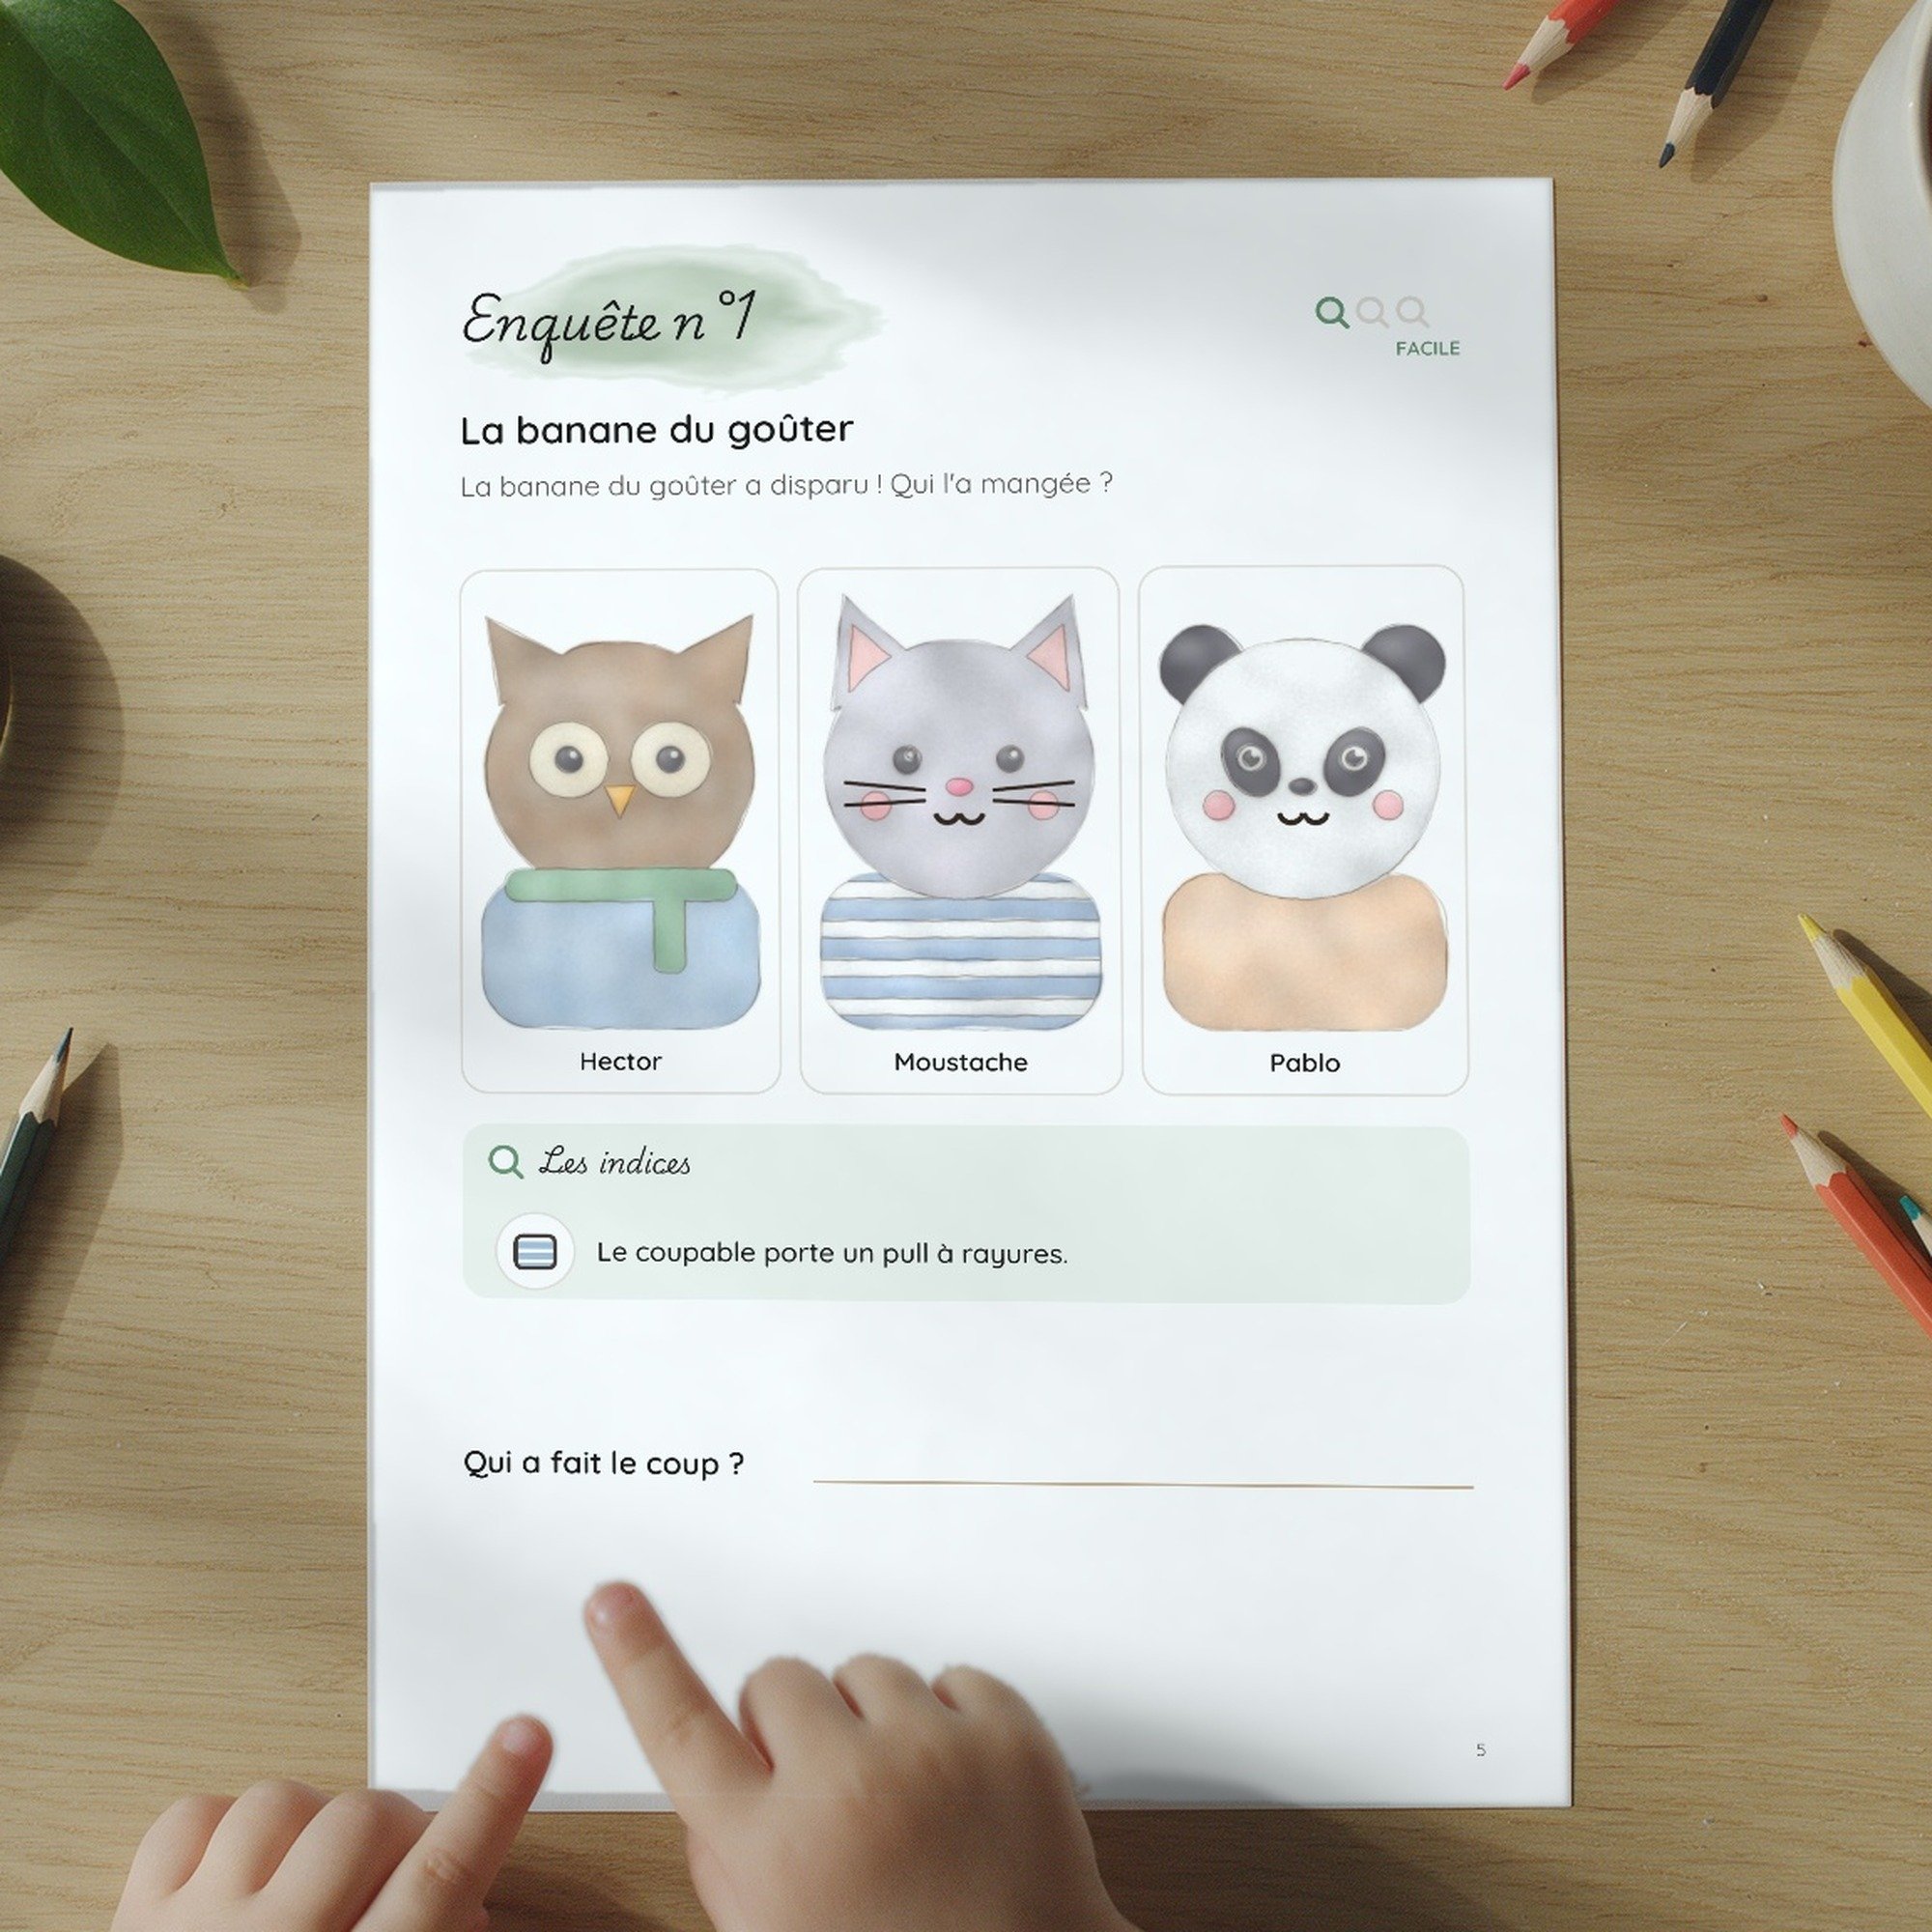 Enquête n°1
FACILE
La banane du goûter
La banane du goûter a disparu ! Qui l'a mangée ?
Hector
Moustache
Pablo
Les indices
Le coupable porte un pull à rayures.
Qui a fait le coup ?
5